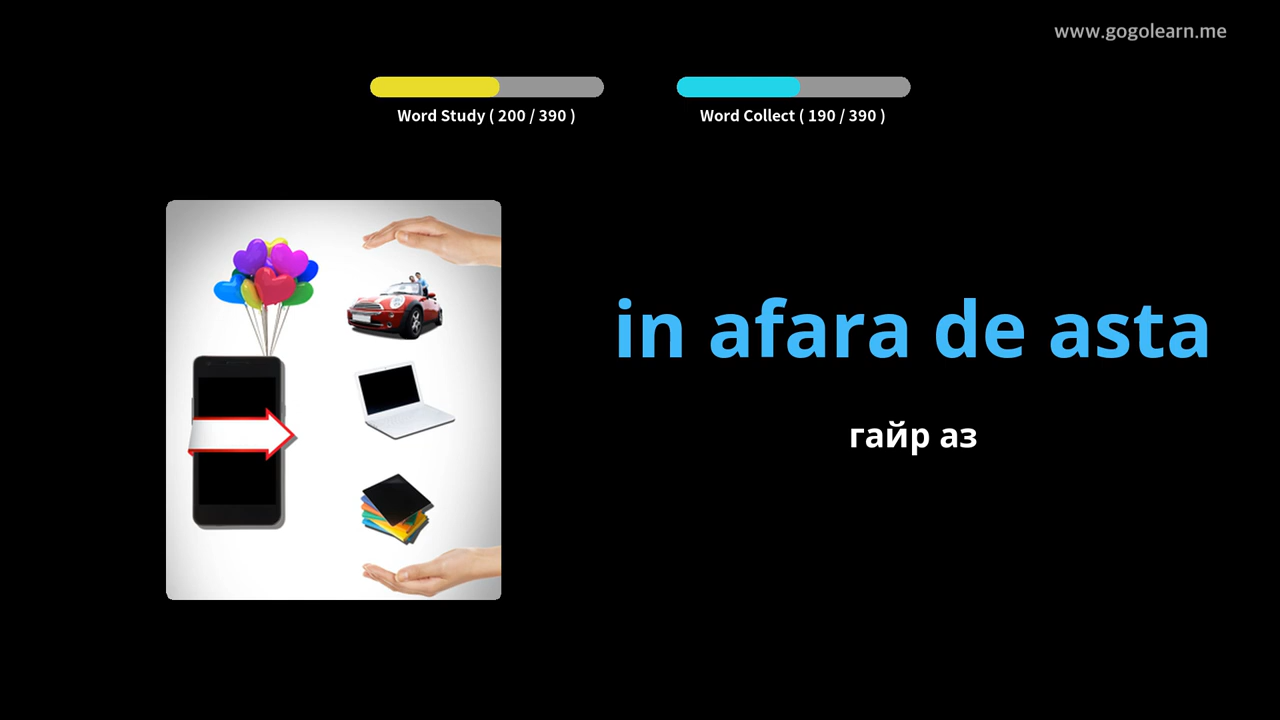 www.gogolearn.me
Word Study ( 200 / 390 )
Word Collect ( 190 / 390 )
in afara de asta
гайр аз